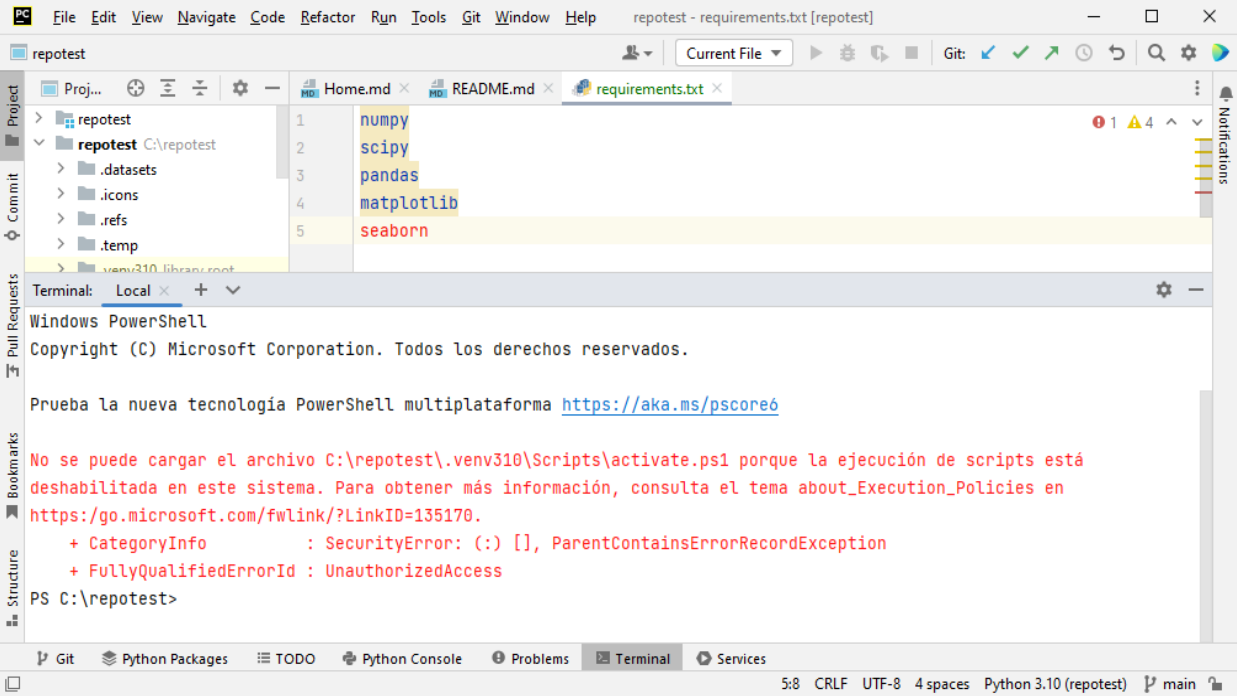 PC File Edit View Navigate Code Refactor Run Tools Git Window Help repotest - requirements.txt [repotest]
repotest Current File Git:
Project
Commit
Pull Requests
Bookmarks
Structure
Notifications
Proj... MD Home.md MD README.md requirements.txt
repotest
repotest C:\repotest
.datasets
.icons
.refs
.temp
.venv310 library root
1 numpy
2 scipy
3 pandas
4 matplotlib
5 seaborn
1 4
Terminal: Local
Windows PowerShell
Copyright (C) Microsoft Corporation. Todos los derechos reservados.
Prueba la nueva tecnología PowerShell multiplataforma https://aka.ms/pscore6
No se puede cargar el archivo C:\repotest\.venv310\Scripts\activate.ps1 porque la ejecución de scripts está
deshabilitada en este sistema. Para obtener más información, consulta el tema about_Execution_Policies en
https:/go.microsoft.com/fwlink/?LinkID=135170.
+ CategoryInfo : SecurityError: (:) [], ParentContainsErrorRecordException
+ FullyQualifiedErrorId : UnauthorizedAccess
PS C:\repotest>
Git Python Packages TODO Python Console Problems Terminal Services
5:8 CRLF UTF-8 4 spaces Python 3.10 (repotest) main